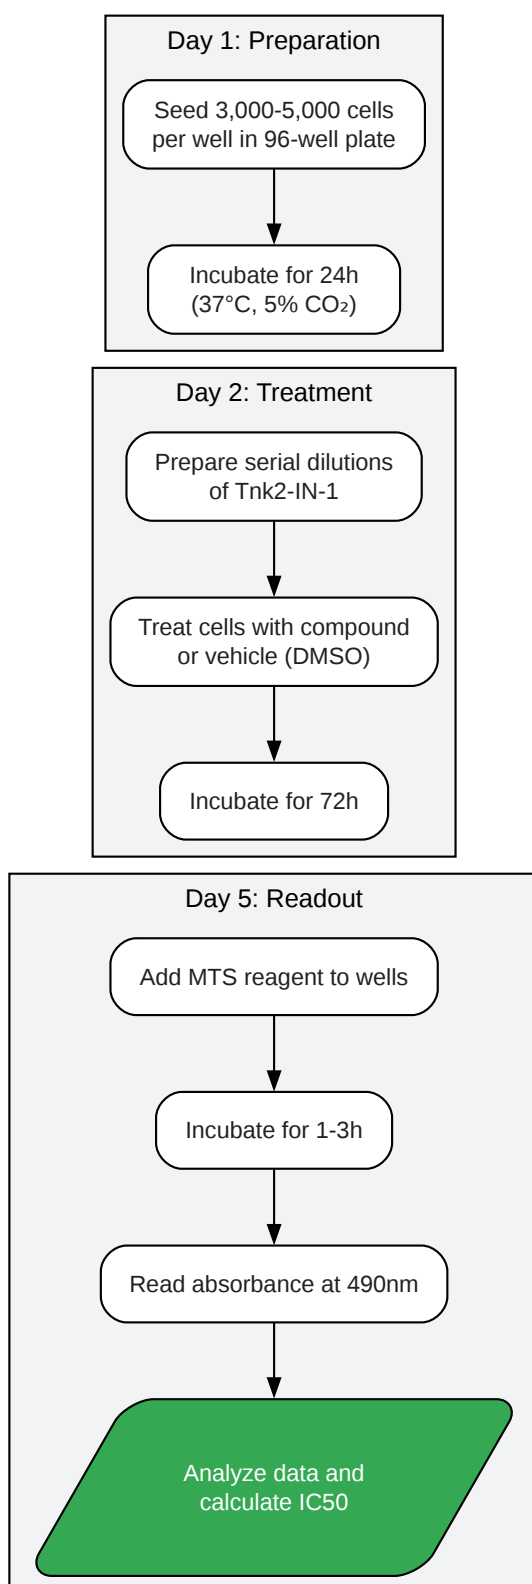 Day 1: Preparation
Seed 3,000-5,000 cells
per well in 96-well plate
Incubate for 24h
(37°C, 5% CO₂)
Day 2: Treatment
Prepare serial dilutions
of Tnk2-IN-1
Treat cells with compound
or vehicle (DMSO)
Incubate for 72h
Day 5: Readout
Add MTS reagent to wells
Incubate for 1-3h
Read absorbance at 490nm
Analyze data and
calculate IC50